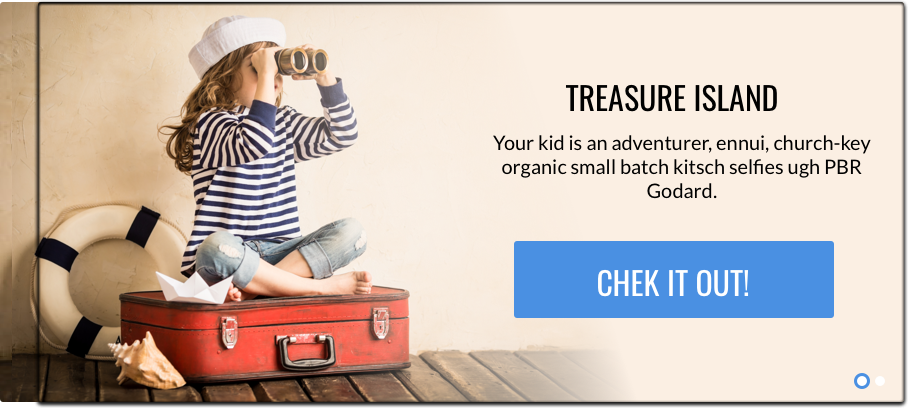 TREASURE ISLAND
Your kid is an adventurer, ennui, church-key
organic small batch kitsch selfies ugh PBR
Godard.
CHEK IT OUT!